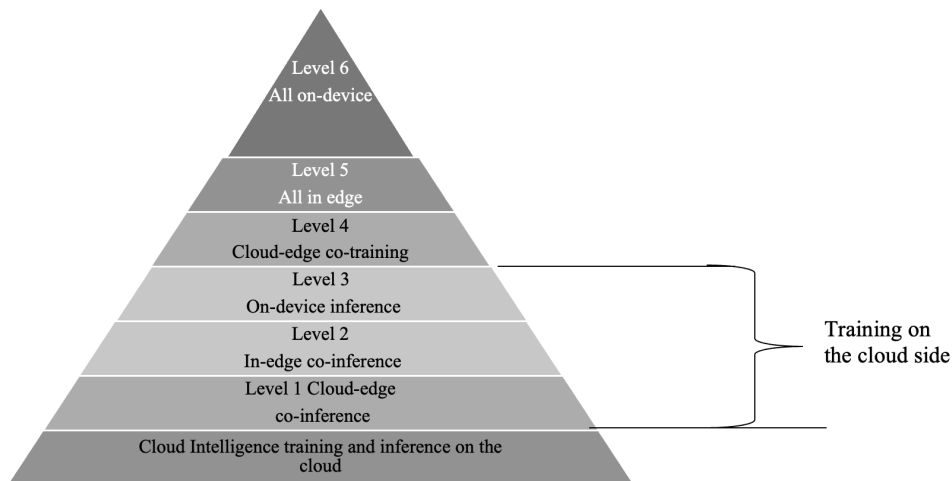 Level 6
All on-device
Level 5
All in edge
Level 4
Cloud-edge co-training
Level 3
On-device inference
Level 2
In-edge co-inference
Level 1 Cloud-edge
co-inference
Cloud Intelligence training and inference on the
cloud
Training on
the cloud side